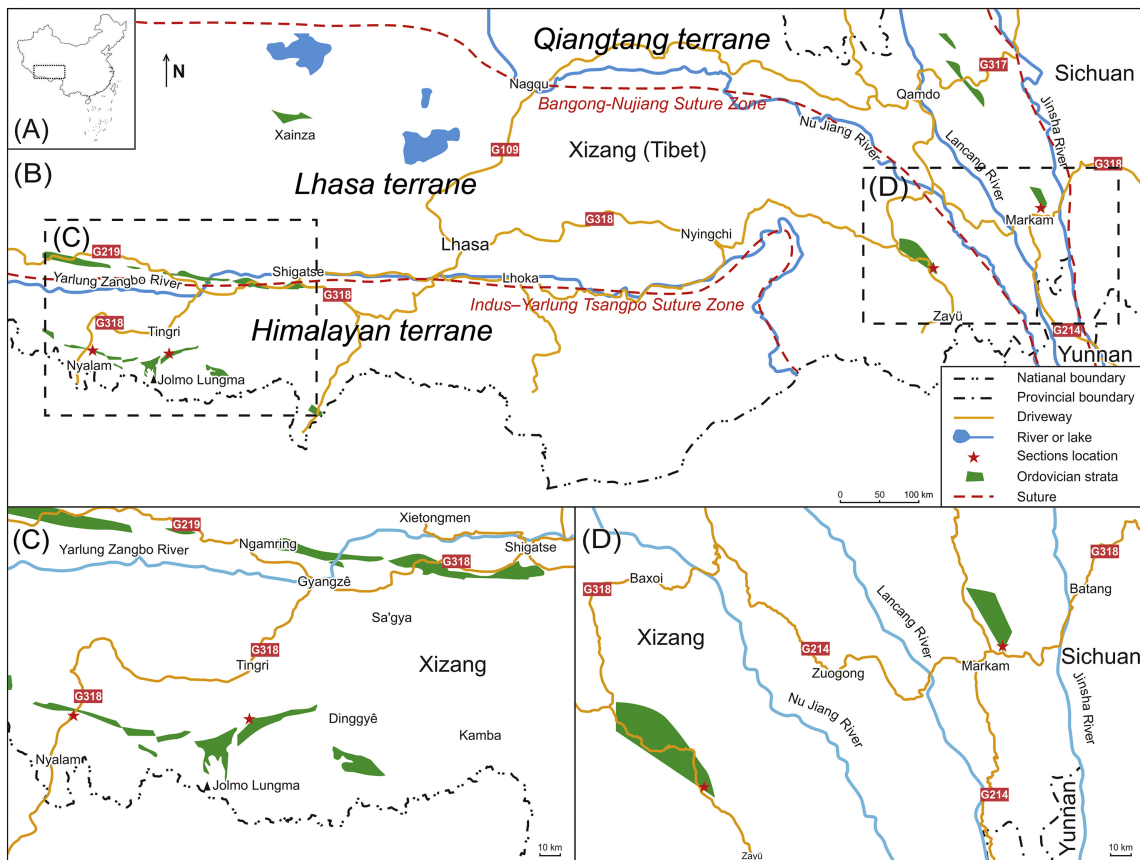 (A)
N
(B)
Qiangtang terrane
G317
Sichuan
Nagqu
Bangong-Nujiang Suture Zone
Qamdo
Jinsha River
Xainza
Nu Jiang River
Lancang River
G109
Xizang (Tibet)
G318
Lhasa terrane
(D)
Markam
(C)
G318
Nyingchi
Lhasa
G219
Shigatse
Lhoka
Yarlung Zangbo River
G318
Indus–Yarlung Tsangpo Suture Zone
G318
Himalayan terrane
Tingri
Zayü
G214
Yunnan
Nyalam
Jolmo Lungma
Natianal boundary
Provincial boundary
Driveway
River or lake
Sections location
Ordovician strata
Suture
0 50 100 km
(C)
G219
Xietongmen
Yarlung Zangbo River
Ngamring
Shigatse
G318
Gyangzê
Sa'gya
G318
Tingri
Xizang
G318
Dinggyê
Kamba
Nyalam
Jolmo Lungma
10 km
(D)
G318
Baxoi
G318
Batang
Lancang River
Xizang
G214
Zuogong
Markam
Sichuan
Nu Jiang River
Jinsha River
G214
Yunnan
Zayü
10 km